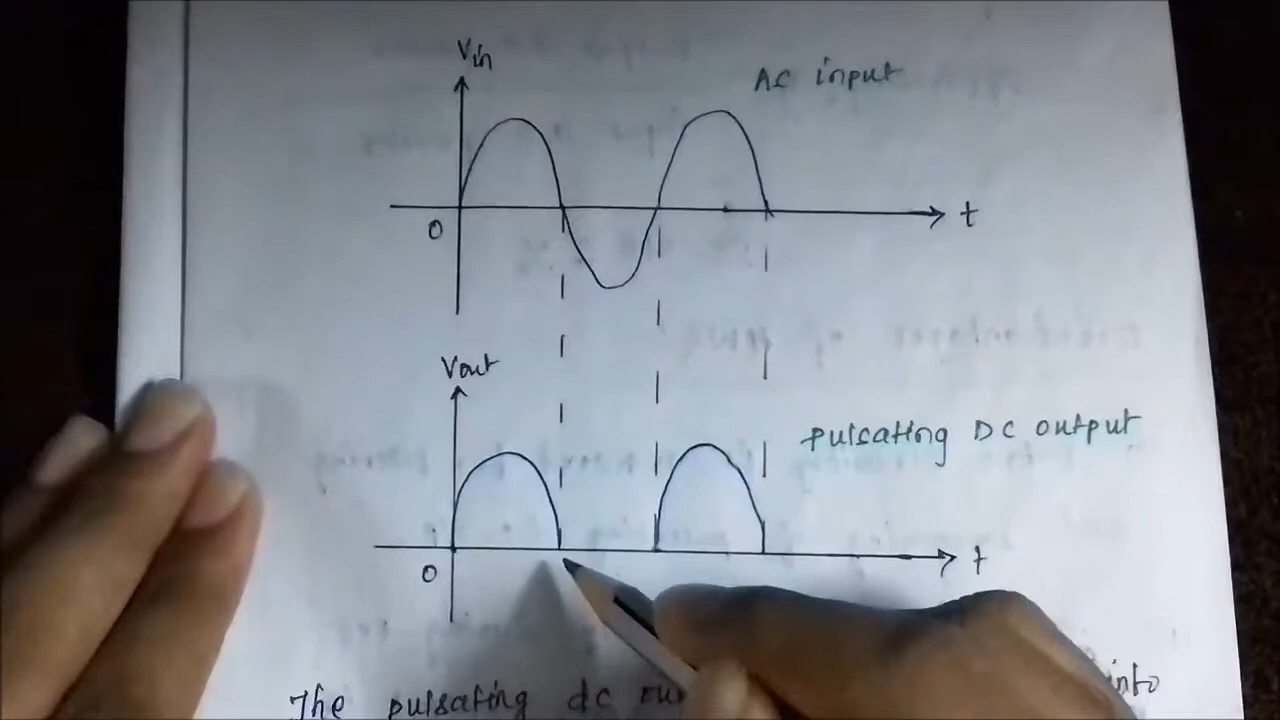 Vin
AC input
0
t
Vout
pulsating DC output
0
t
The pulsating dc into